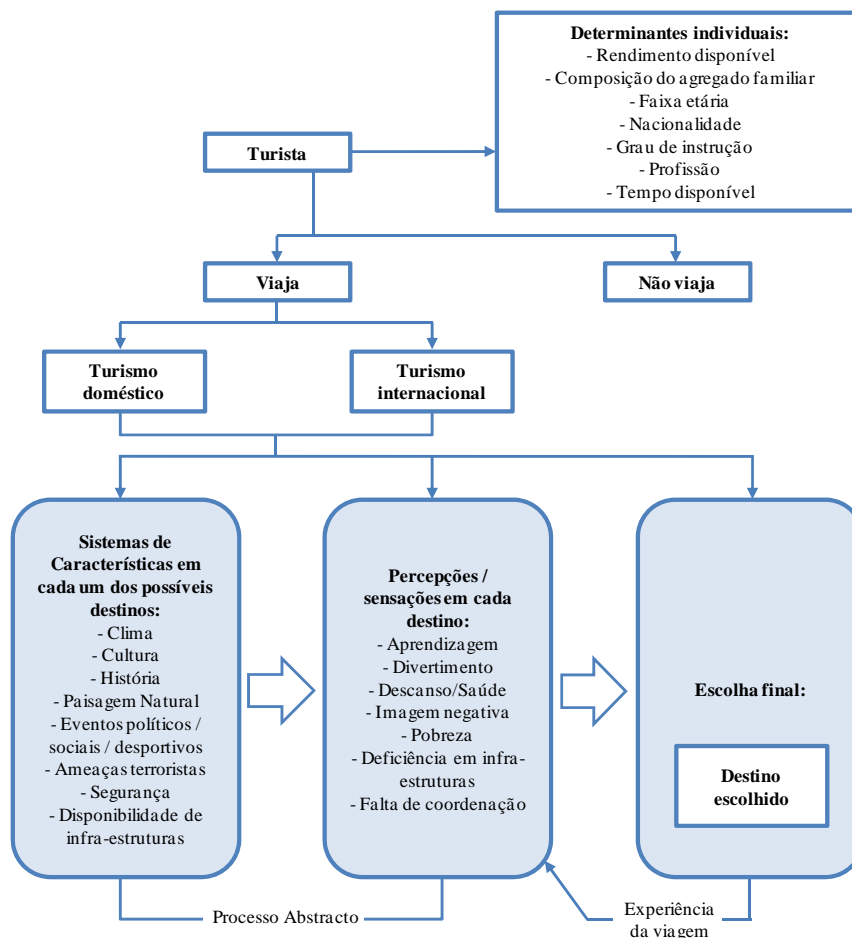 Determinantes individuais:
- Rendimento disponível
- Composição do agregado familiar
- Faixa etária
- Nacionalidade
- Grau de instrução
- Profissão
- Tempo disponível
Turista
Viaja
Não viaja
Turismo
doméstico
Turismo
internacional
Sistemas de
Características em
cada um dos possíveis
destinos:
- Clima
- Cultura
- História
- Paisagem Natural
- Eventos políticos /
sociais / desportivos
- Ameaças terroristas
- Segurança
- Disponibilidade de
infra-estruturas
Percepções /
sensações em cada
destino:
- Aprendizagem
- Divertimento
- Descanso/Saúde
- Imagem negativa
- Pobreza
- Deficiência em infra-
estruturas
- Falta de coordenação
Escolha final:
Destino
escolhido
Processo Abstracto
Experiência
da viagem